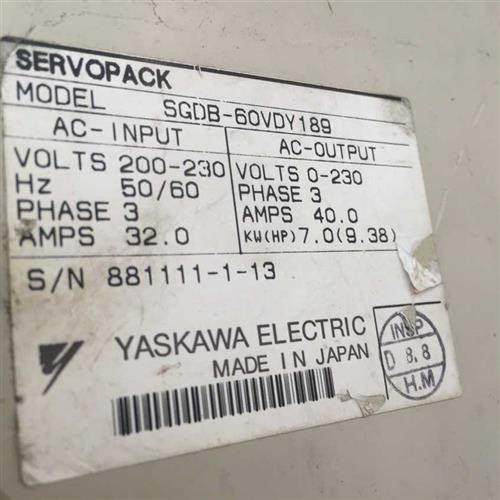 SERVOPACK
MODEL SGDB-60VDY189
AC-INPUT AC-OUTPUT
VOLTS 200-230 VOLTS 0-230
Hz 50/60 PHASE 3
PHASE 3 AMPS 40.0
AMPS 32.0 KW(HP) 7.0(9.38)
S/N 881111-1-13
YASKAWA ELECTRIC
MADE IN JAPAN
INSP
D 8.8
H.M